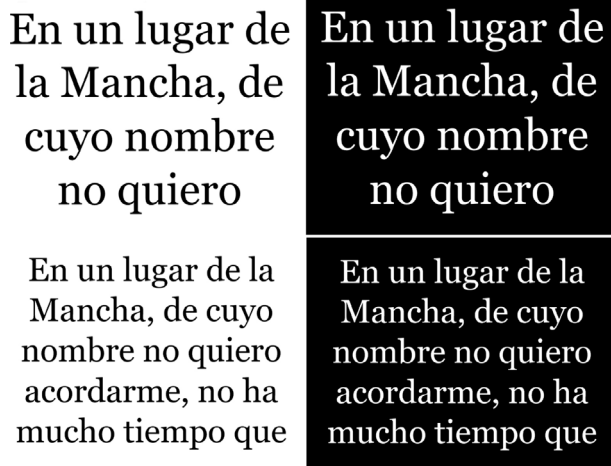 En un lugar de
la Mancha, de
cuyo nombre
no quiero
En un lugar de
la Mancha, de
cuyo nombre
no quiero
En un lugar de la
Mancha, de cuyo
nombre no quiero
acordarme, no ha
mucho tiempo que
En un lugar de la
Mancha, de cuyo
nombre no quiero
acordarme, no ha
mucho tiempo que